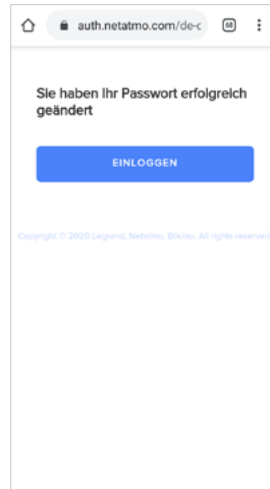 auth.netatmo.com/de-c
68
Sie haben Ihr Passwort erfolgreich
geändert
EINLOGGEN
Copyright © 2020 Legrand, Netatmo, Bticino. All rights reserved.